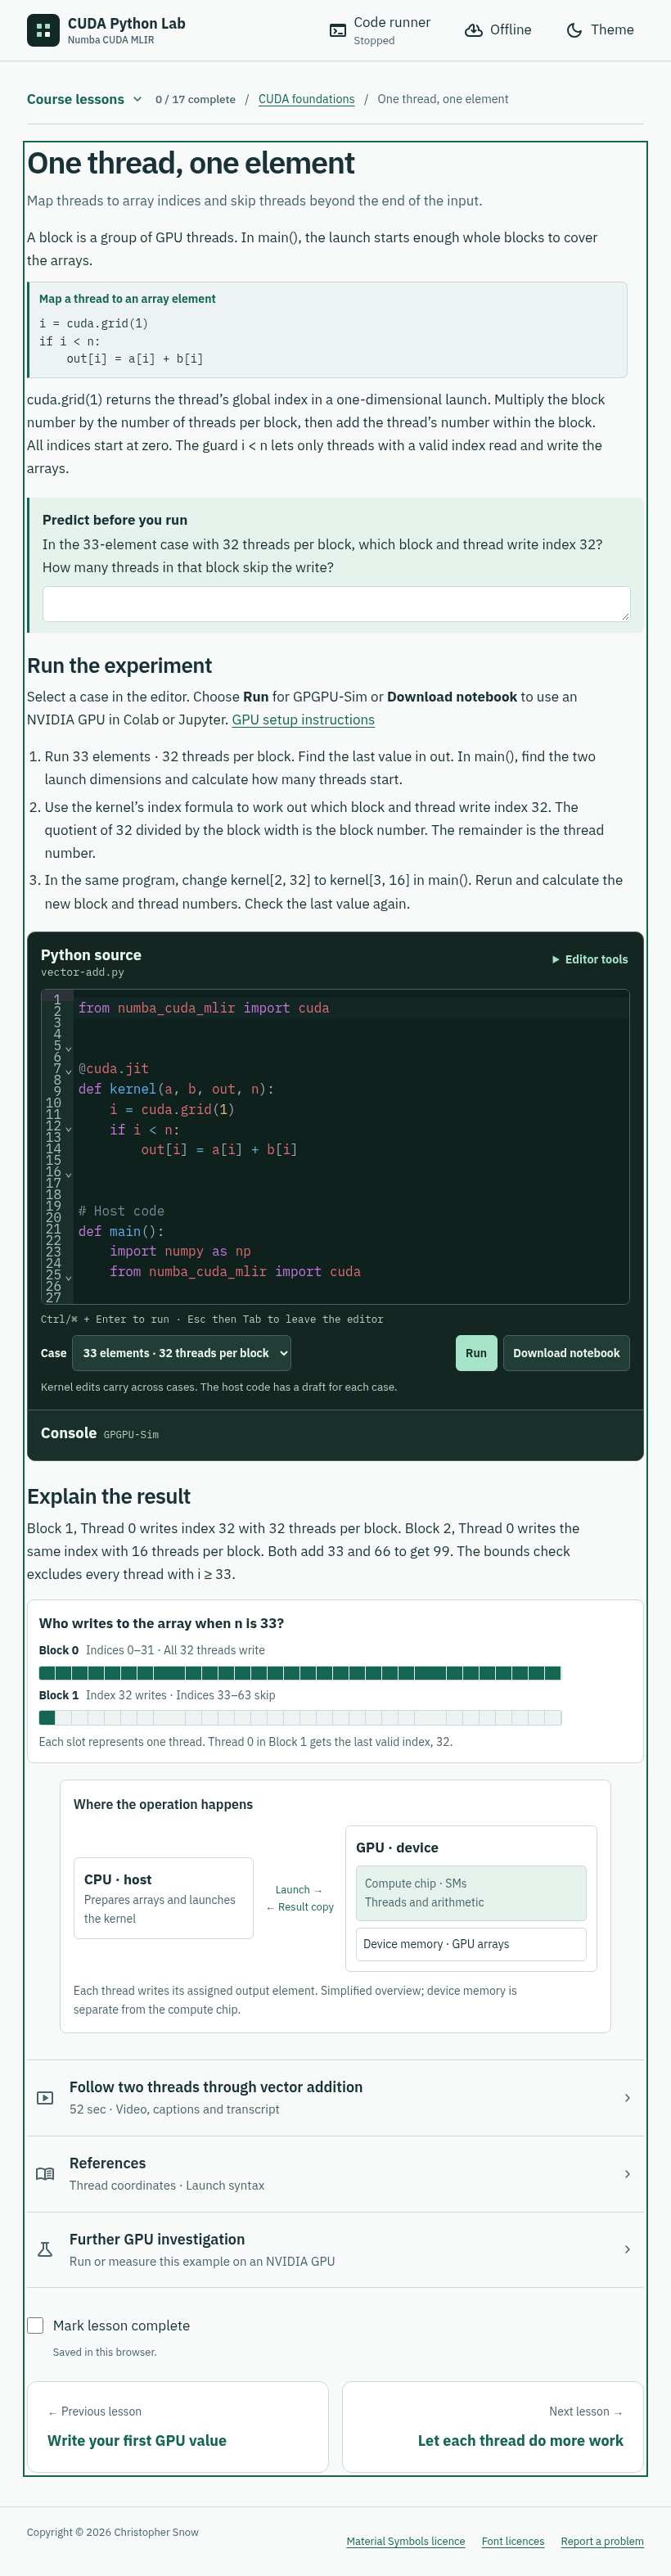 CUDA Python Lab
Numba CUDA MLIR
Code runner
Stopped
Offline
Theme
Course lessons
0 / 17 complete / CUDA foundations / One thread, one element
One thread, one element
Map threads to array indices and skip threads beyond the end of the input.
A block is a group of GPU threads. In main(), the launch starts enough whole blocks to cover
the arrays.
Map a thread to an array element
i = cuda.grid(1)
if i < n:
    out[i] = a[i] + b[i]
cuda.grid(1) returns the thread’s global index in a one-dimensional launch. Multiply the block
number by the number of threads per block, then add the thread’s number within the block.
All indices start at zero. The guard i < n lets only threads with a valid index read and write the
arrays.
Predict before you run
In the 33-element case with 32 threads per block, which block and thread write index 32?
How many threads in that block skip the write?
Run the experiment
Select a case in the editor. Choose Run for GPGPU-Sim or Download notebook to use an
NVIDIA GPU in Colab or Jupyter. GPU setup instructions
1. Run 33 elements · 32 threads per block. Find the last value in out. In main(), find the two
launch dimensions and calculate how many threads start.
2. Use the kernel’s index formula to work out which block and thread write index 32. The
quotient of 32 divided by the block width is the block number. The remainder is the thread
number.
3. In the same program, change kernel[2, 32] to kernel[3, 16] in main(). Rerun and calculate the
new block and thread numbers. Check the last value again.
Python source
vector-add.py
▶ Editor tools
1
2
3
4
5
6
7
8
9
10
11
12
13
14
15
16
17
18
19
20
21
22
23
24
25
26
27
from numba_cuda_mlir import cuda
@cuda.jit
def kernel(a, b, out, n):
    i = cuda.grid(1)
    if i < n:
        out[i] = a[i] + b[i]
# Host code
def main():
    import numpy as np
    from numba_cuda_mlir import cuda
Ctrl/⌘ + Enter to run · Esc then Tab to leave the editor
Case 33 elements · 32 threads per block
Run
Download notebook
Kernel edits carry across cases. The host code has a draft for each case.
Console GPGPU-Sim
Explain the result
Block 1, Thread 0 writes index 32 with 32 threads per block. Block 2, Thread 0 writes the
same index with 16 threads per block. Both add 33 and 66 to get 99. The bounds check
excludes every thread with i ≥ 33.
Who writes to the array when n is 33?
Block 0 Indices 0–31 · All 32 threads write
Block 1 Index 32 writes · Indices 33–63 skip
Each slot represents one thread. Thread 0 in Block 1 gets the last valid index, 32.
Where the operation happens
CPU · host
Prepares arrays and launches
the kernel
Launch →
← Result copy
GPU · device
Compute chip · SMs
Threads and arithmetic
Device memory · GPU arrays
Each thread writes its assigned output element. Simplified overview; device memory is
separate from the compute chip.
Follow two threads through vector addition
52 sec · Video, captions and transcript
References
Thread coordinates · Launch syntax
Further GPU investigation
Run or measure this example on an NVIDIA GPU
Mark lesson complete
Saved in this browser.
← Previous lesson
Write your first GPU value
Next lesson →
Let each thread do more work
Copyright © 2026 Christopher Snow
Material Symbols licence
Font licences
Report a problem